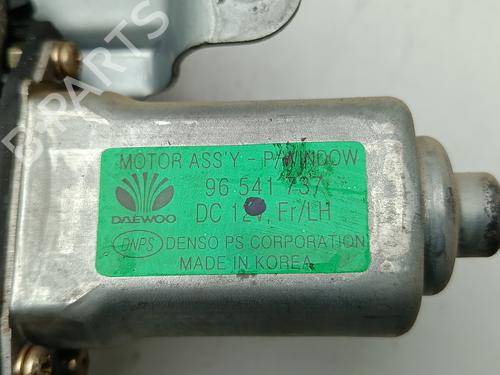 MOTOR ASS'Y - P/WINDOW
96 541 737
DAEWOO
DC 12V, Fr/LH
DNPS DENSO PS CORPORATION
MADE IN KOREA
B-PARTS